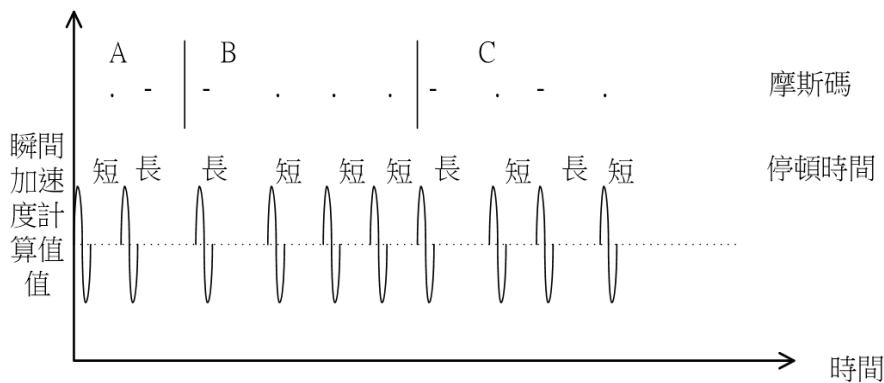 A B C
. - - . . . - . - . 摩斯碼
短 長 長 短 短 短 長 短 長 短 停頓時間
瞬間
加速
度計
算值
值
時間